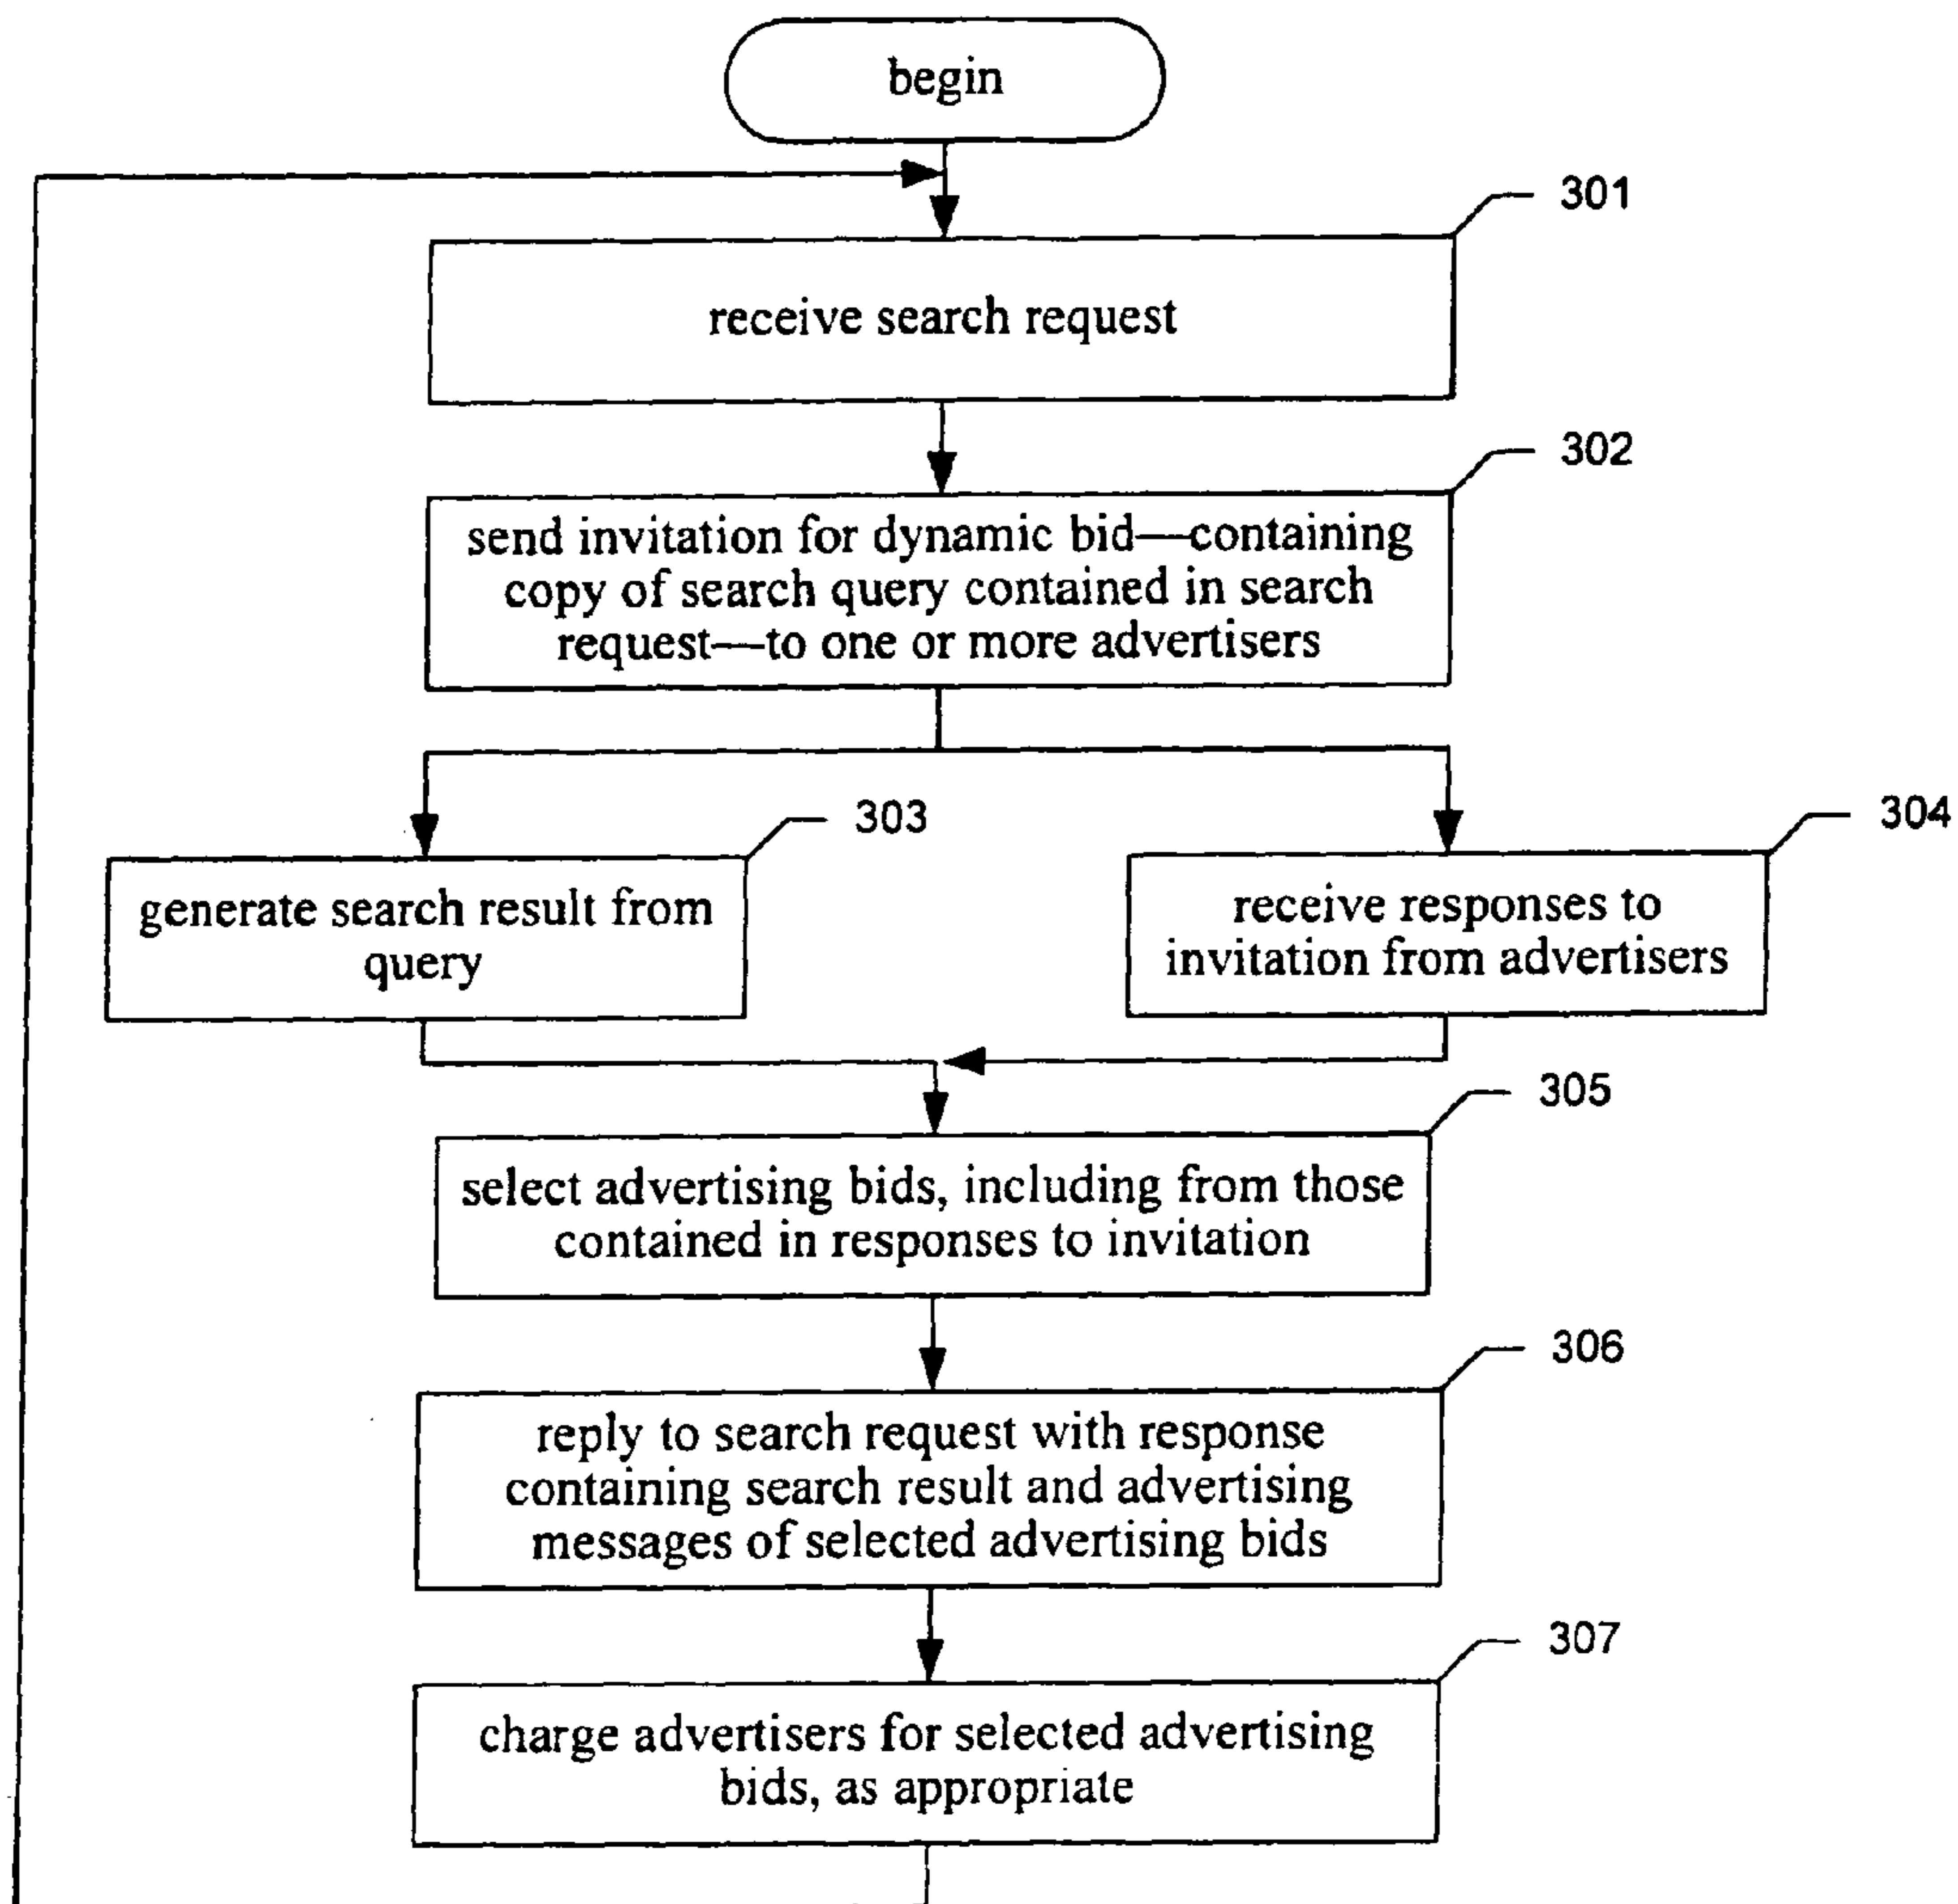 begin
301
receive search request
302
send invitation for dynamic bid—containing
copy of search query contained in search
request—to one or more advertisers
303
generate search result from
query
304
receive responses to
invitation from advertisers
305
select advertising bids, including from those
contained in responses to invitation
306
reply to search request with response
containing search result and advertising
messages of selected advertising bids
307
charge advertisers for selected advertising
bids, as appropriate